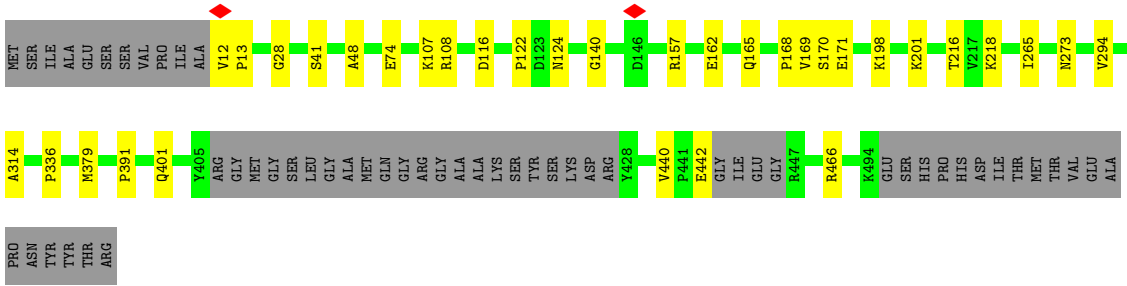 MET SER ILE ALA GLU SER SER VAL PRO ILE ALA V12 P13 G28 S41 A48 E74 K107 R108 D116 P122 D123 N124 G140 D146 R157 E162 Q165 P168 V169 S170 E171 K198 K201 T216 V217 K218 I265 N273 V294
A314 P336 M379 P391 Q401 Y405 ARG GLY MET GLY SER LEU GLY ALA MET GLN GLY ARG GLY ALA ALA LYS SER TYR SER LYS ASP ARG Y428 V440 P441 E442 GLY ILE GLU GLY R447 R466 K494 GLU SER HIS PRO HIS ASP ILE THR MET THR VAL GLU ALA
PRO ASN TYR TYR THR ARG